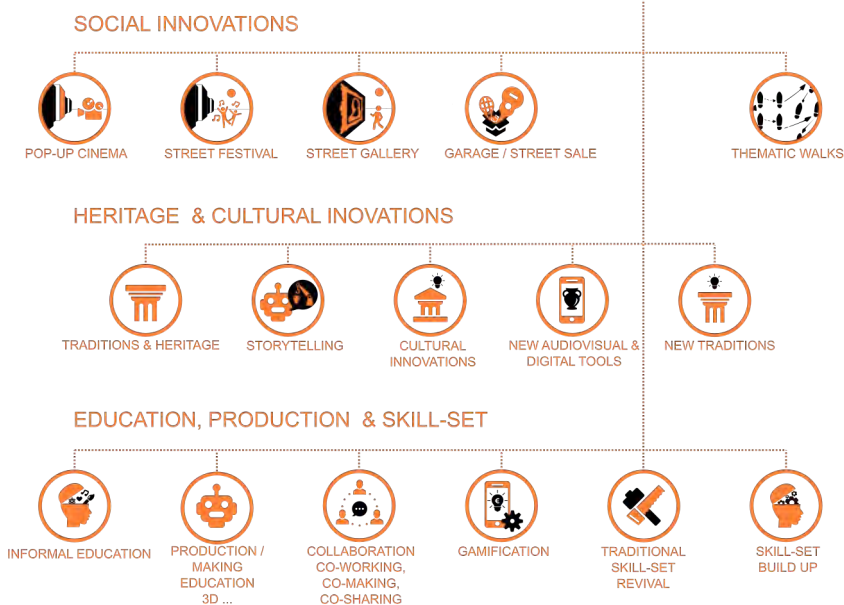 SOCIAL INNOVATIONS
POP-UP CINEMA
STREET FESTIVAL
STREET GALLERY
GARAGE / STREET SALE
THEMATIC WALKS
HERITAGE & CULTURAL INOVATIONS
TRADITIONS & HERITAGE
STORYTELLING
CULTURAL
INNOVATIONS
NEW AUDIOVISUAL &
DIGITAL TOOLS
NEW TRADITIONS
EDUCATION, PRODUCTION & SKILL-SET
INFORMAL EDUCATION
PRODUCTION /
MAKING
EDUCATION
3D ...
COLLABORATION
CO-WORKING,
CO-MAKING,
CO-SHARING
GAMIFICATION
TRADITIONAL
SKILL-SET
REVIVAL
SKILL-SET
BUILD UP